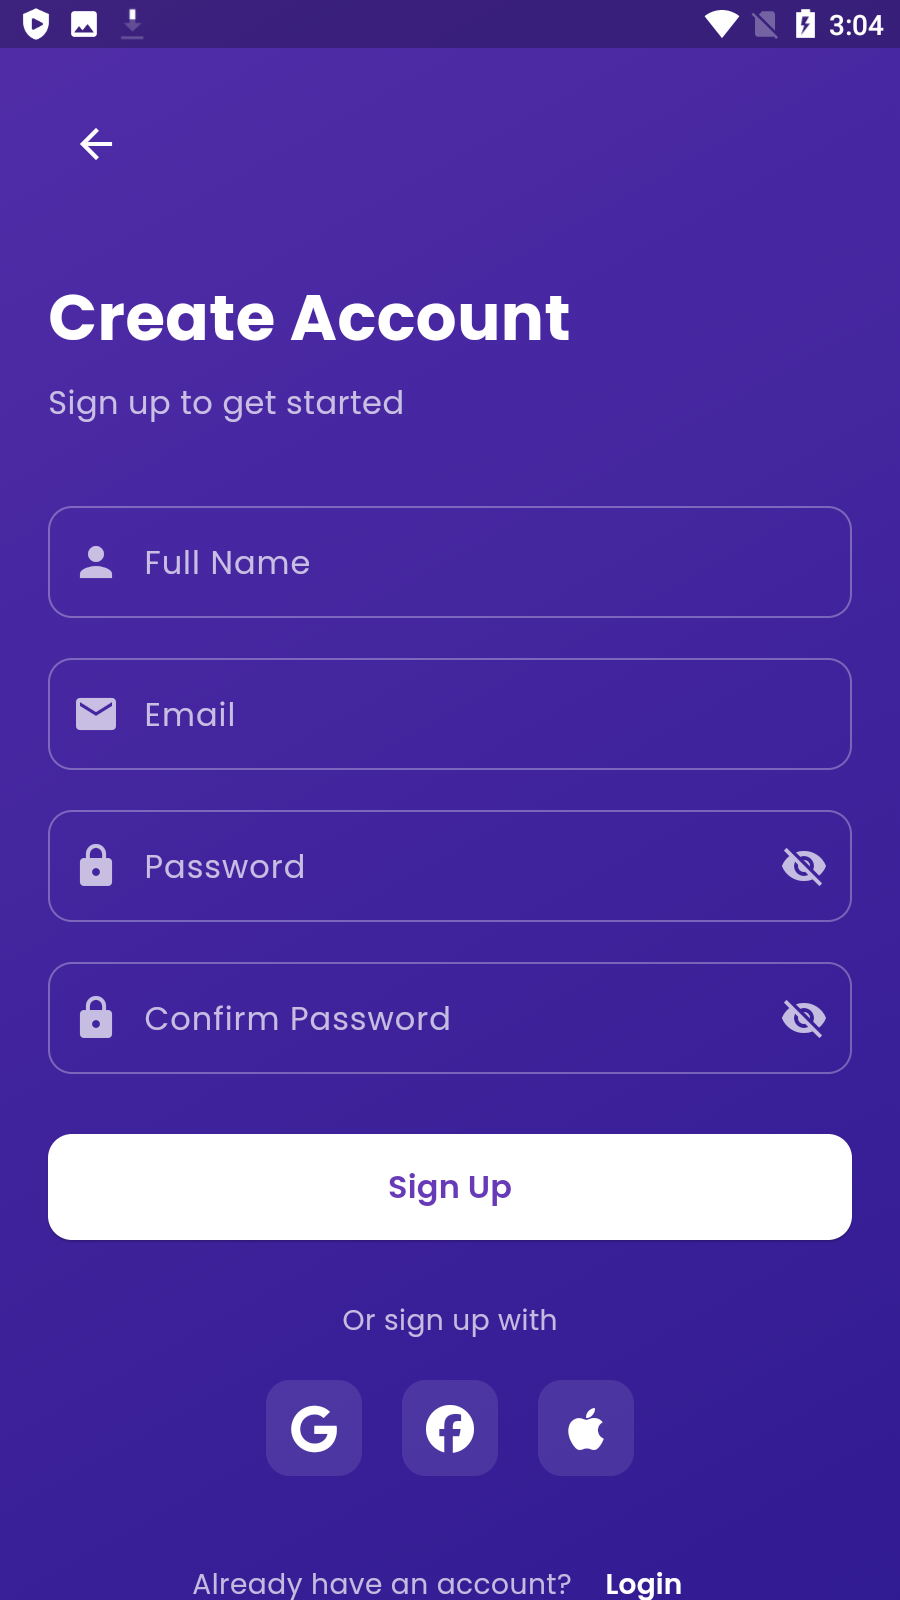 3:04
Create Account
Sign up to get started
Full Name
Email
Password
Confirm Password
Sign Up
Or sign up with
Already have an account? Login